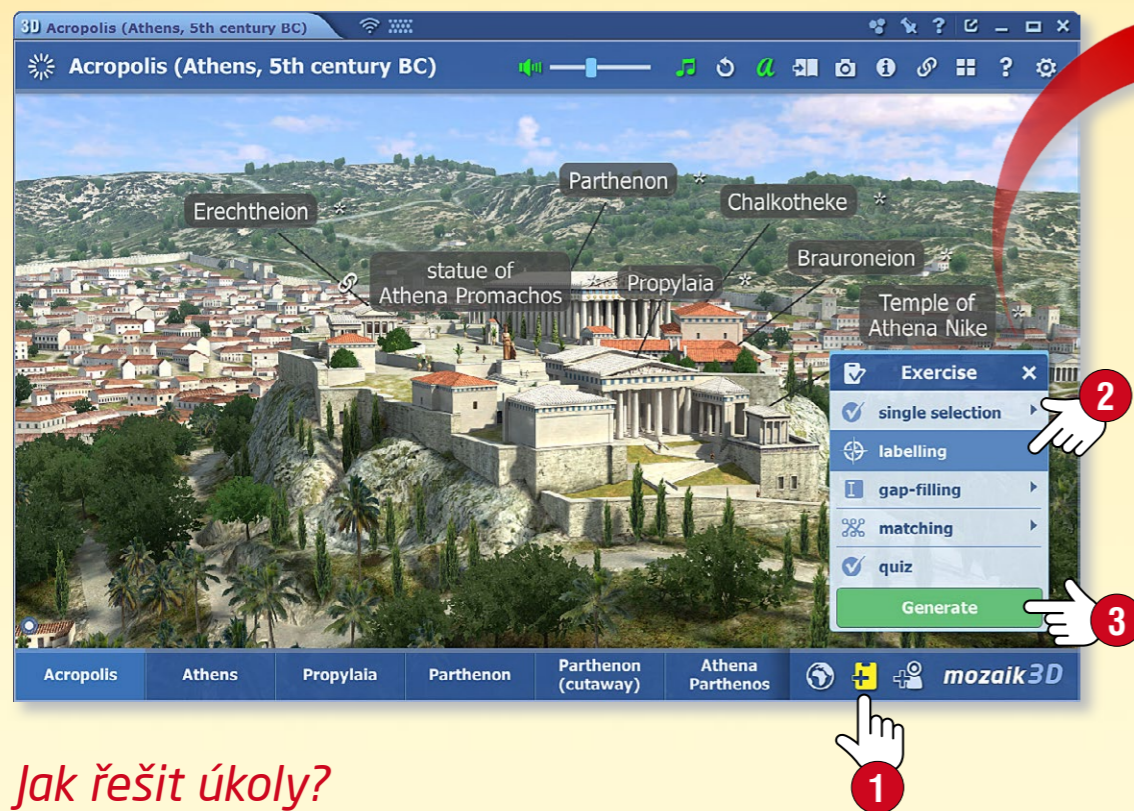 3D Acropolis (Athens, 5th century BC)
Acropolis (Athens, 5th century BC)
Parthenon
Erechtheion
Chalkotheke
Brauroneion
statue of
Athena Promachos
Propylaia
Temple of
Athena Nike
Exercise
single selection
labelling
gap-filling
matching
quiz
Generate
2
3
Acropolis
Athens
Propylaia
Parthenon
Parthenon
(cutaway)
Athena
Parthenos
mozaik3D
1
Jak řešit úkoly?